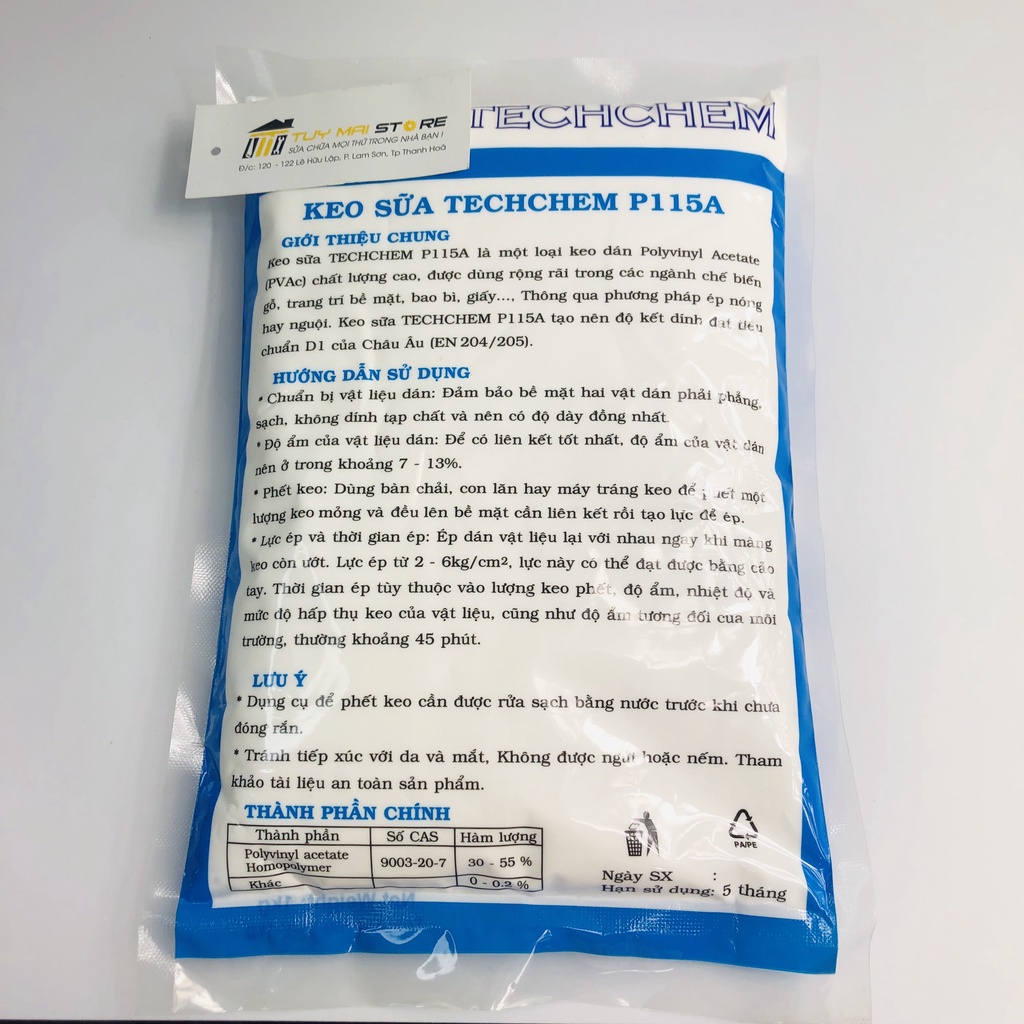 TECHCHEM
TUY MAI STORE
SỬA CHỮA MỌI THỨ TRONG NHÀ BẠN !
Đ/c: 120 - 122 Lê Hữu Lập, P. Lam Sơn, Tp Thanh Hoá
KEO SỮA TECHCHEM P115A
GIỚI THIỆU CHUNG
Keo sữa TECHCHEM P115A là một loại keo dán Polyvinyl Acetate
(PVAc) chất lượng cao, được dùng rộng rãi trong các ngành chế biến
gỗ, trang trí bề mặt, bao bì, giấy..., Thông qua phương pháp ép nóng
hay nguội. Keo sữa TECHCHEM P115A tạo nên độ kết dính đạt tiêu
chuẩn D1 của Châu Âu (EN 204/205).
HƯỚNG DẪN SỬ DỤNG
* Chuẩn bị vật liệu dán: Đảm bảo bề mặt hai vật dán phải phẳng,
sạch, không dính tạp chất và nên có độ dày đồng nhất.
* Độ ẩm của vật liệu dán: Để có liên kết tốt nhất, độ ẩm của vật dán
nên ở trong khoảng 7 - 13%.
* Phết keo: Dùng bàn chải, con lăn hay máy tráng keo để phết một
lượng keo mỏng và đều lên bề mặt cần liên kết rồi tạo lực để ép.
* Lực ép và thời gian ép: Ép dán vật liệu lại với nhau ngay khi màng
keo còn ướt. Lực ép từ 2 - 6kg/cm2, lực này có thể đạt được bằng cảo
tay. Thời gian ép tùy thuộc vào lượng keo phết, độ ẩm, nhiệt độ và
mức độ hấp thụ keo của vật liệu, cũng như độ ẩm tương đối của môi
trường, thường khoảng 45 phút.
LƯU Ý
* Dụng cụ để phết keo cần được rửa sạch bằng nước trước khi chưa
đóng rắn.
* Tránh tiếp xúc với da và mắt, Không được ngửi hoặc nếm. Tham
khảo tài liệu an toàn sản phẩm.
THÀNH PHẦN CHÍNH
Thành phần Số CAS Hàm lượng
Polyvinyl acetate
Homopolymer 9003-20-7 30 - 55 %
Khác 0 - 0.2 %
PA/PE
Ngày SX :
Hạn sử dụng: 5 tháng
Net Weight: 1kg